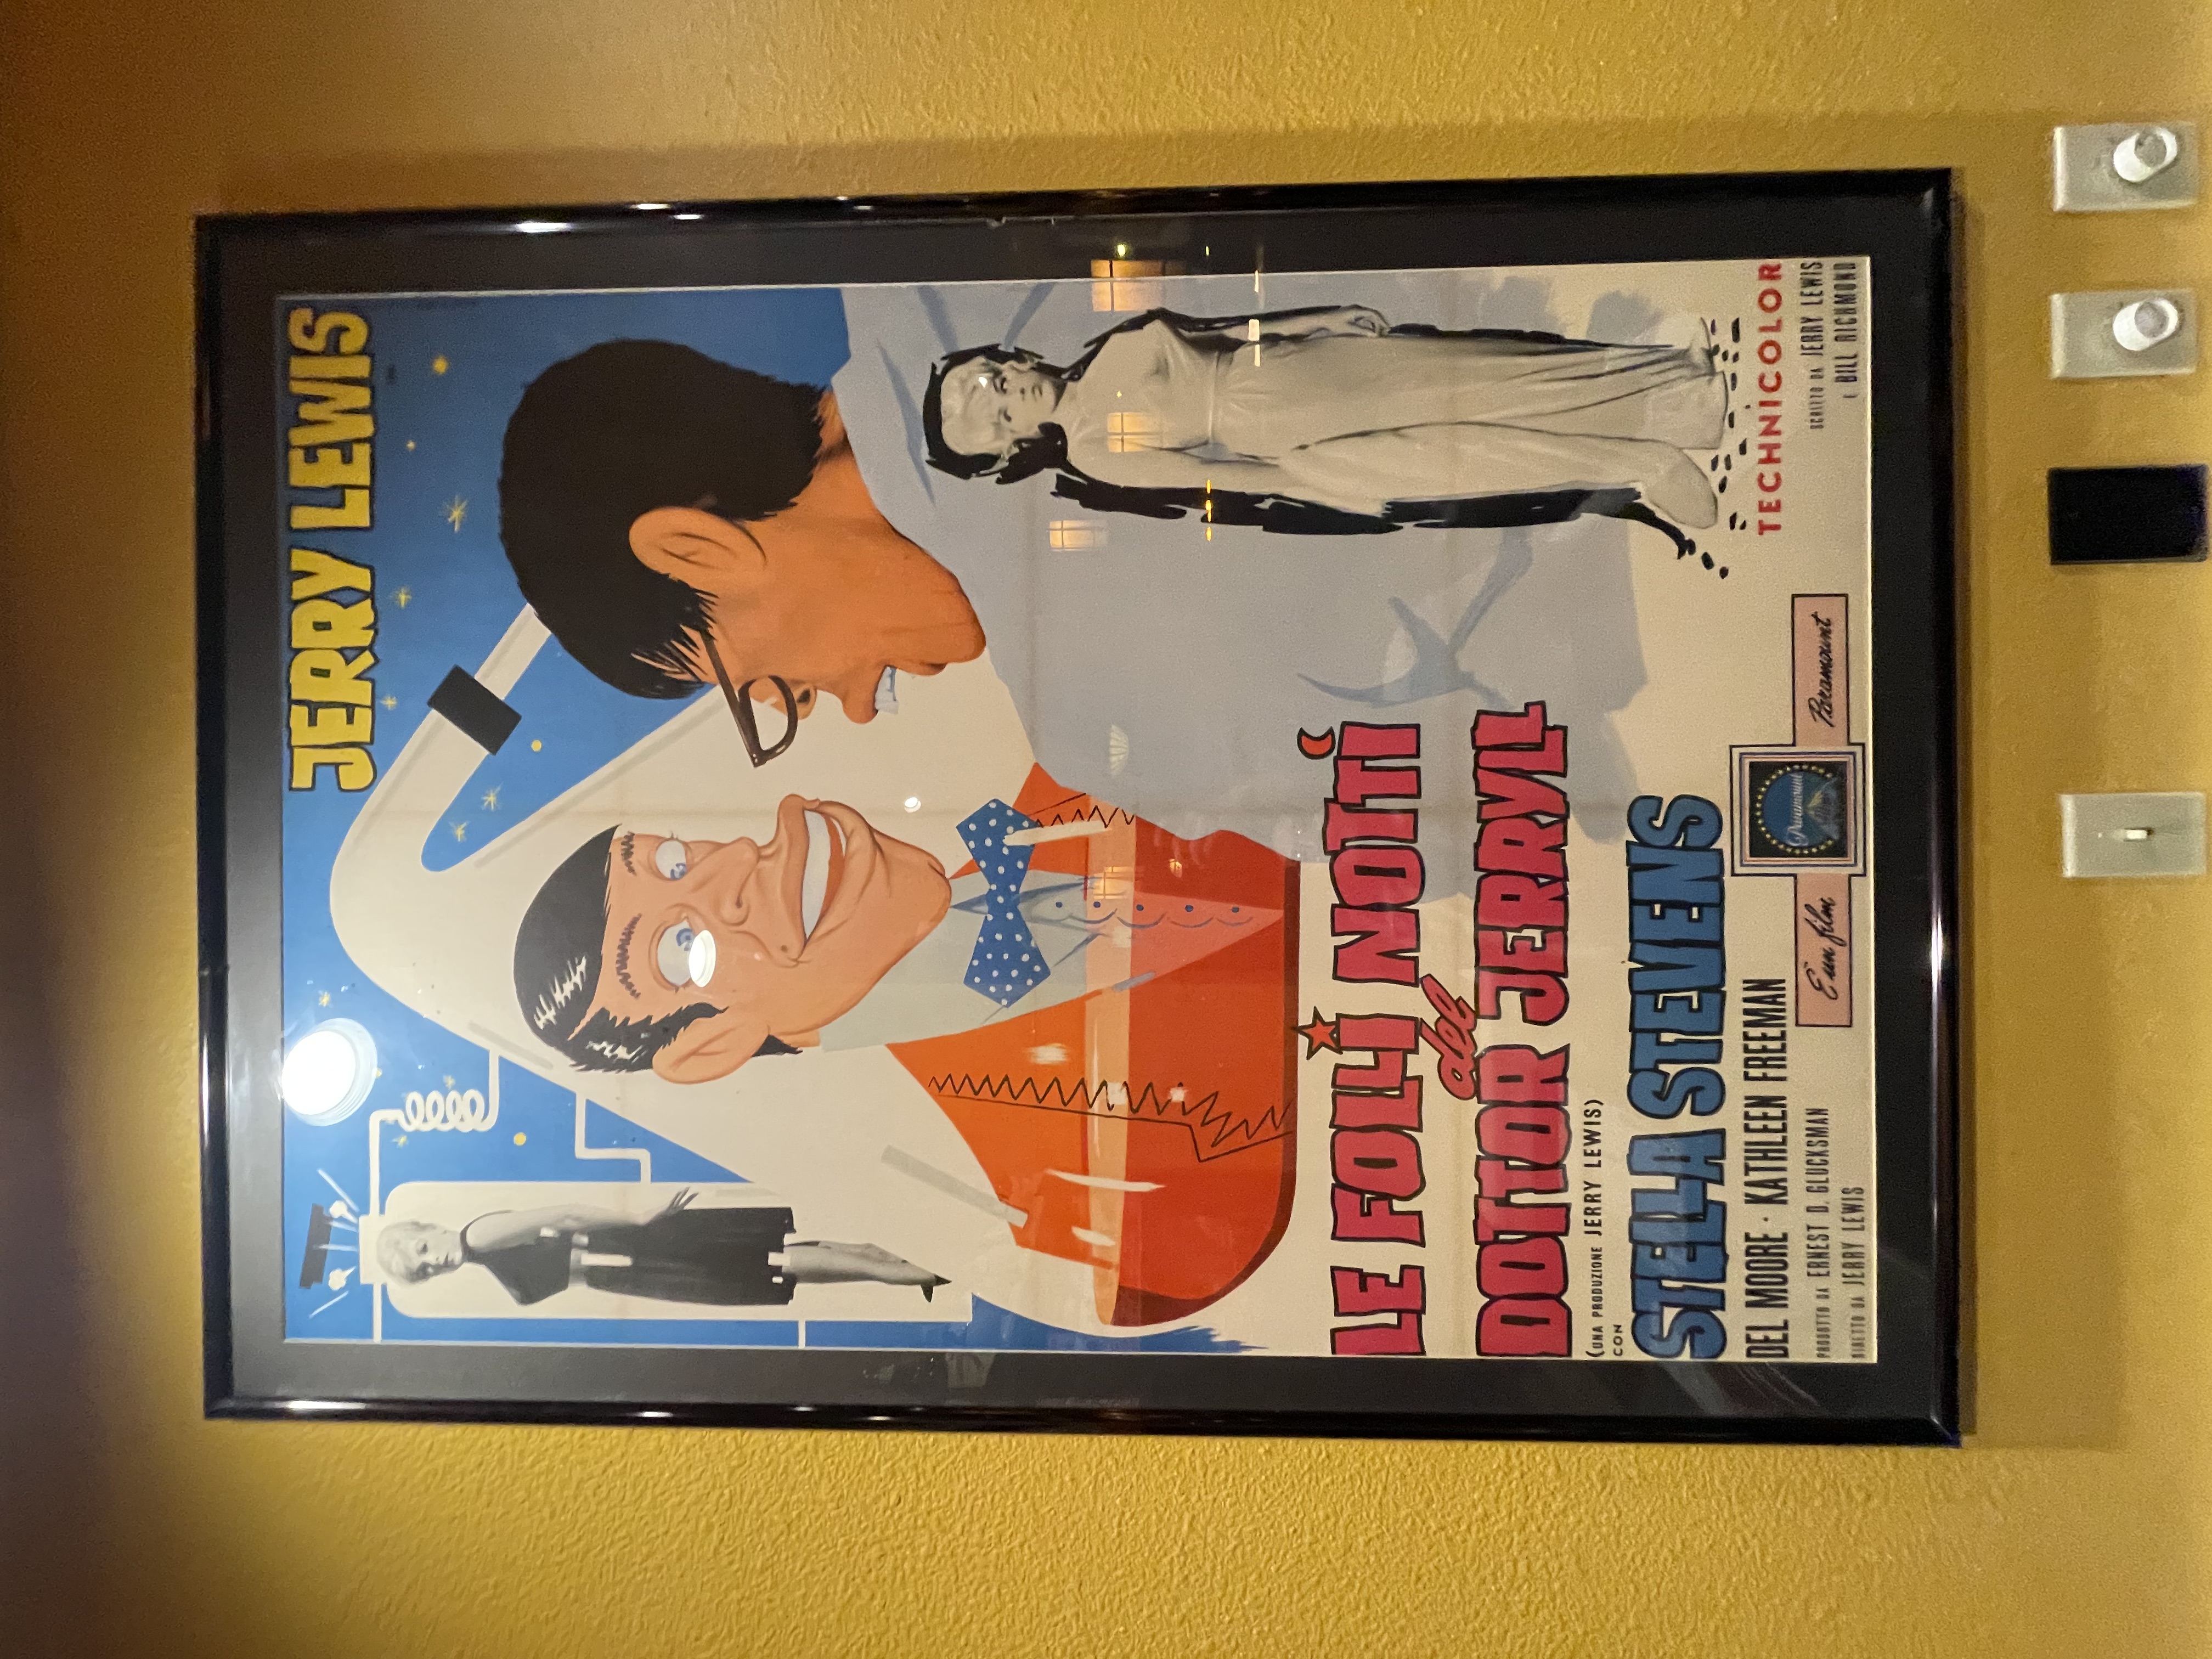 JERRY LEWIS
LE FOLLI NOTTI
del
DOTTOR JERRYLL
(UNA PRODUZIONE JERRY LEWIS)
CON
STELLA STEVENS
DEL MOORE · KATHLEEN FREEMAN
PRODOTTO DA ERNEST D. GLUCKSMAN
DIRETTO DA JERRY LEWIS
E' un film
Paramount
Paramount
TECHNICOLOR
SCRITTO DA JERRY LEWIS
E BILL RICHMOND